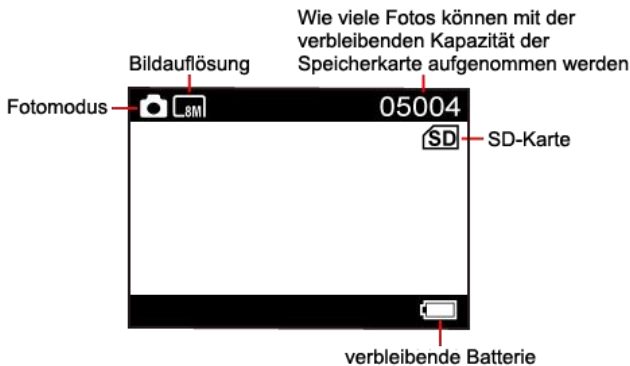 Wie viele Fotos können mit der
verbleibenden Kapazität der
Speicherkarte aufgenommen werden
Bildauflösung
Fotomodus
8M
05004
SD
SD-Karte
verbleibende Batterie